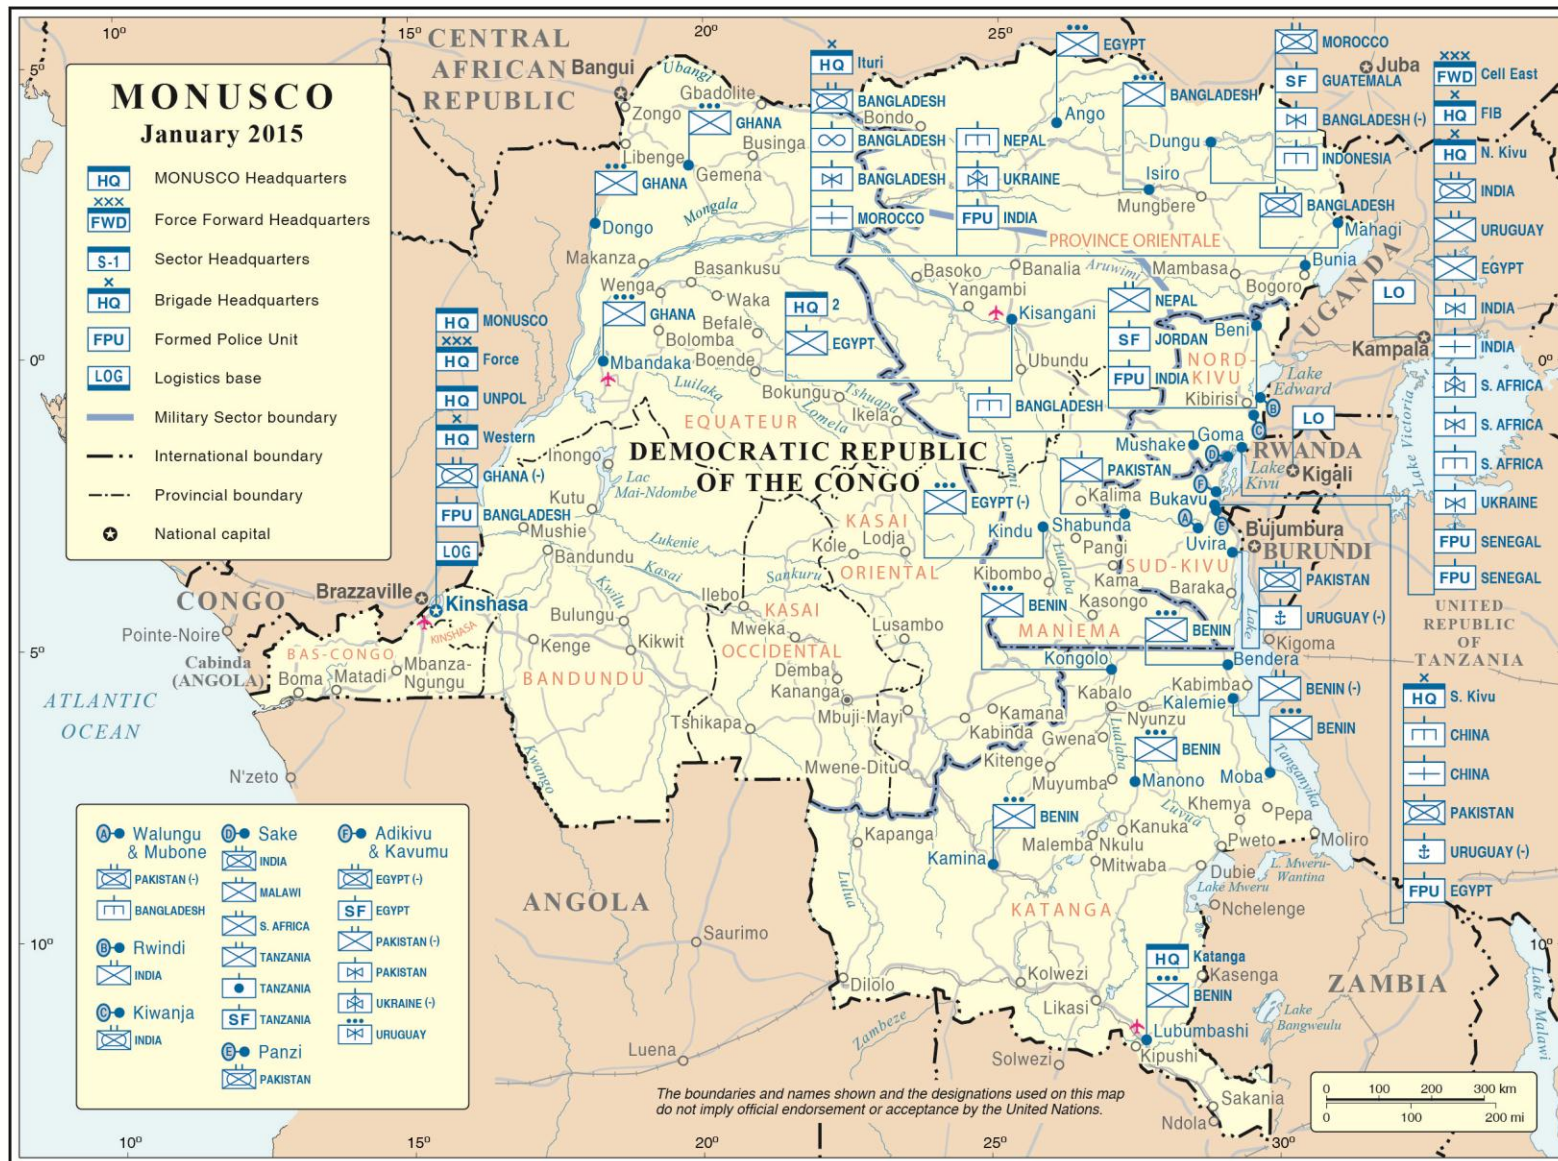 MONUSCO
January 2015
HQ MONUSCO Headquarters
XXX
FWD Force Forward Headquarters
S-1 Sector Headquarters
X
HQ Brigade Headquarters
FPU Formed Police Unit
LOG Logistics base
Military Sector boundary
International boundary
Provincial boundary
National capital
10°
15°
20°
25°
5°
0°
5°
10°
CENTRAL
AFRICAN
REPUBLIC
Bangui
Ubangi
Zongo
Gbadolite
Libenge
Gemena
Businga
Bondo
GHANA
GHANA
Dongo
Mongala
Makanza
Wenga
Basankusu
Waka
Befale
Bolomba
Boende
GHANA
Mbandaka
Luilaka
Bokungu
Tshuapa
Lomela
Ikela
EQUATEUR
X
HQ Ituri
BANGLADESH
BANGLADESH
BANGLADESH
MOROCCO
NEPAL
UKRAINE
FPU INDIA
EGYPT
Ango
BANGLADESH
Dungu
Isiro
Mungbere
MOROCCO
SF GUATEMALA
BANGLADESH (-)
INDONESIA
BANGLADESH
Mahagi
Juba
PROVINCE ORIENTALE
Aruwimi
Mambasa
Bunia
Bogoro
UGANDA
Basoko
Banalia
Yangambi
Kisangani
Ubundu
HQ 2
EGYPT
NEPAL
SF JORDAN
FPU INDIA
Beni
NORD-
KIVU
Lake
Edward
Kibirisi
B
C
LO
Kampala
0°
LO
RWANDA
Kigali
Lake Victoria
BANGLADESH
Mushake
Goma
D
Lake
Kivu
F
Bukavu
A
E
Uvira
Bujumbura
BURUNDI
PAKISTAN
Kalima
Shabunda
Pangi
Kama
SUD-KIVU
Baraka
EGYPT (-)
Kindu
Lomami
Lualaba
Kibombo
Kasongo
MANIEMA
DEMOCRATIC REPUBLIC
OF THE CONGO
XXX
FWD Cell East
X
HQ FIB
X
HQ N. Kivu
INDIA
URUGUAY
EGYPT
INDIA
INDIA
S. AFRICA
S. AFRICA
S. AFRICA
UKRAINE
FPU SENEGAL
FPU SENEGAL
UNITED
REPUBLIC
OF
TANZANIA
HQ MONUSCO
XXX
HQ Force
HQ UNPOL
X
HQ Western
GHANA (-)
FPU BANGLADESH
LOG
Kinshasa
Brazzaville
CONGO
Pointe-Noire
Cabinda
(ANGOLA)
KINSHASA
BAS-CONGO
Boma
Matadi
Mbanza-
Ngungu
ATLANTIC
OCEAN
N'zeto
Inongo
Lac
Mai-Ndombe
Kutu
Mushie
Bandundu
Lukenie
Kasai
Sankuru
Kwilu
Ilebo
Bulungu
Kenge
Kikwit
BANDUNDU
Kwango
KASAI
ORIENTAL
Lodja
Kole
KASAI
OCCIDENTAL
Mweka
Lusambo
Demba
Kananga
Tshikapa
Mbuji-Mayi
Kabinda
Mwene-Ditu
Kamana
Kitenge
Gwena
Muyumba
BENIN
Kongolo
BENIN
Bendera
PAKISTAN
URUGUAY (-)
Lake
Tanganyika
Kigoma
Kabalo
Nyunzu
Lualaba
Kabimba
Kalemie
BENIN (-)
BENIN
Moba
BENIN
Manono
BENIN
Kamina
Kapanga
Lulua
Luvua
Kanuka
Malemba Nkulu
Mitwaba
Khemya
Pepa
Pweto
Moliro
Dubie
Lake Mweru
L. Mweru-
Wantina
Nchelenge
KATANGA
X
HQ S. Kivu
CHINA
CHINA
PAKISTAN
URUGUAY (-)
FPU EGYPT
HQ Katanga
BENIN
Kasenga
Kolwezi
Likasi
Lubumbashi
Kipushi
Solwezi
Sakania
Ndola
Lake
Bangweulu
ZAMBIA
Lake Malawi
10°
ANGOLA
Saurimo
Dilolo
Luena
Zambeze
A Walungu
& Mubone
PAKISTAN (-)
BANGLADESH
B Rwindi
INDIA
C Kiwanja
INDIA
D Sake
INDIA
MALAWI
S. AFRICA
TANZANIA
TANZANIA
SF TANZANIA
E Panzi
PAKISTAN
F Adikivu
& Kavumu
EGYPT (-)
SF EGYPT
PAKISTAN (-)
PAKISTAN
UKRAINE (-)
URUGUAY
The boundaries and names shown and the designations used on this map
do not imply official endorsement or acceptance by the United Nations.
0 100 200 300 km
0 100 200 mi
10°
15°
20°
25°
30°